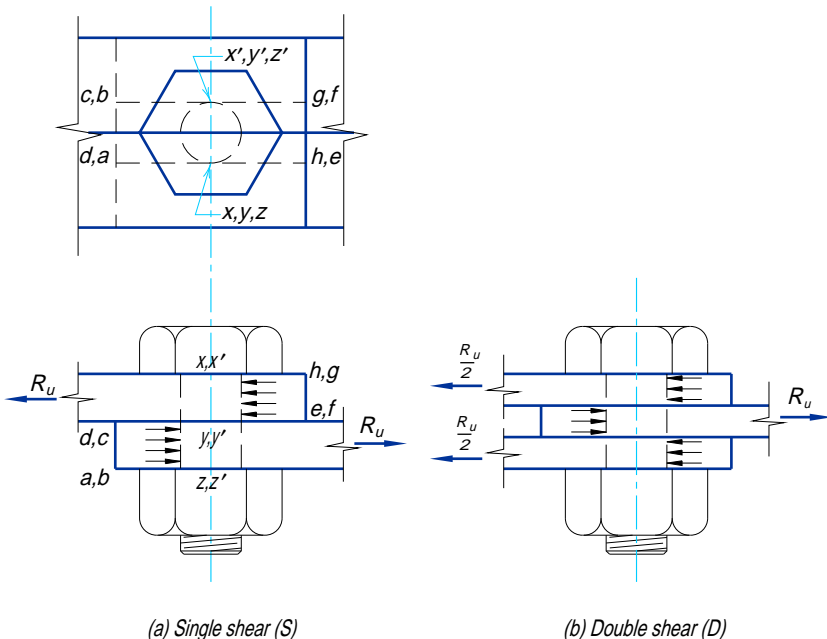 x′,y′,z′
c,b
g,f
d,a
h,e
x,y,z
x,x′
h,g
R_u
e,f
d,c
y,y′
R_u
a,b
z,z′
R_u
2
R_u
R_u
2
(a) Single shear (S)
(b) Double shear (D)